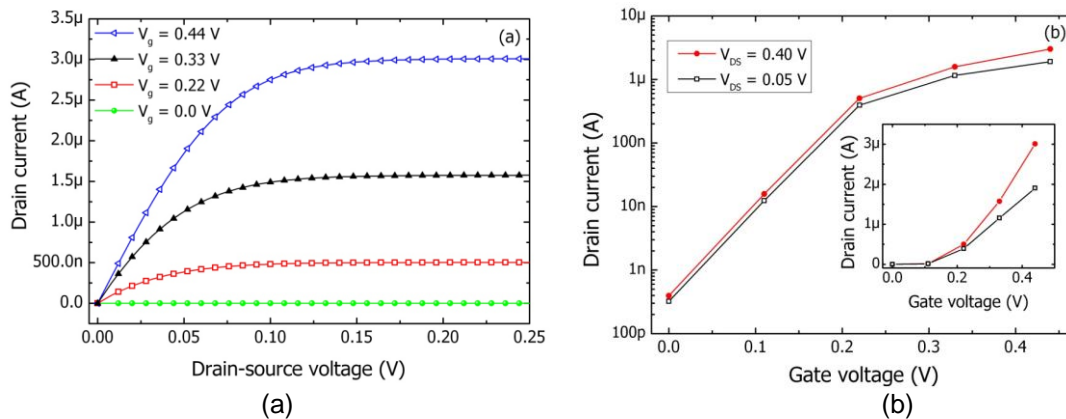 (a)
V_g = 0.44 V
V_g = 0.33 V
V_g = 0.22 V
V_g = 0.0 V
3.5µ
3.0µ
2.5µ
2.0µ
1.5µ
1.0µ
500.0n
0.0
Drain current (A)
0.00 0.05 0.10 0.15 0.20 0.25
Drain-source voltage (V)
(a)
(b)
V_DS = 0.40 V
V_DS = 0.05 V
10µ
1µ
100n
10n
1n
100p
Drain current (A)
0.0 0.1 0.2 0.3 0.4
Gate voltage (V)
3µ
2µ
1µ
0
Drain current (A)
0.0 0.2 0.4
Gate voltage (V)
(b)